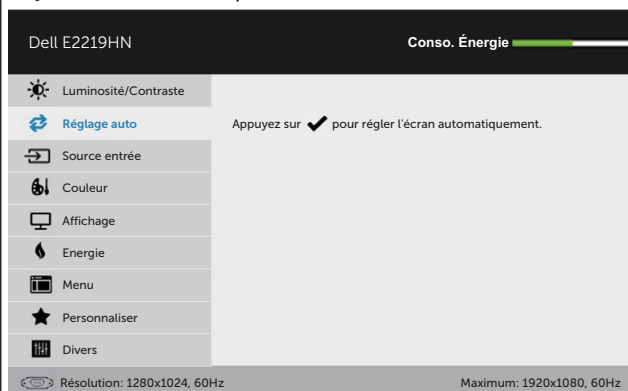 Dell E2219HN
Conso. Énergie
Luminosité/Contraste
Réglage auto
Appuyez sur pour régler l'écran automatiquement.
Source entrée
Couleur
Affichage
Energie
Menu
Personnaliser
Divers
Résolution: 1280x1024, 60Hz
Maximum: 1920x1080, 60Hz